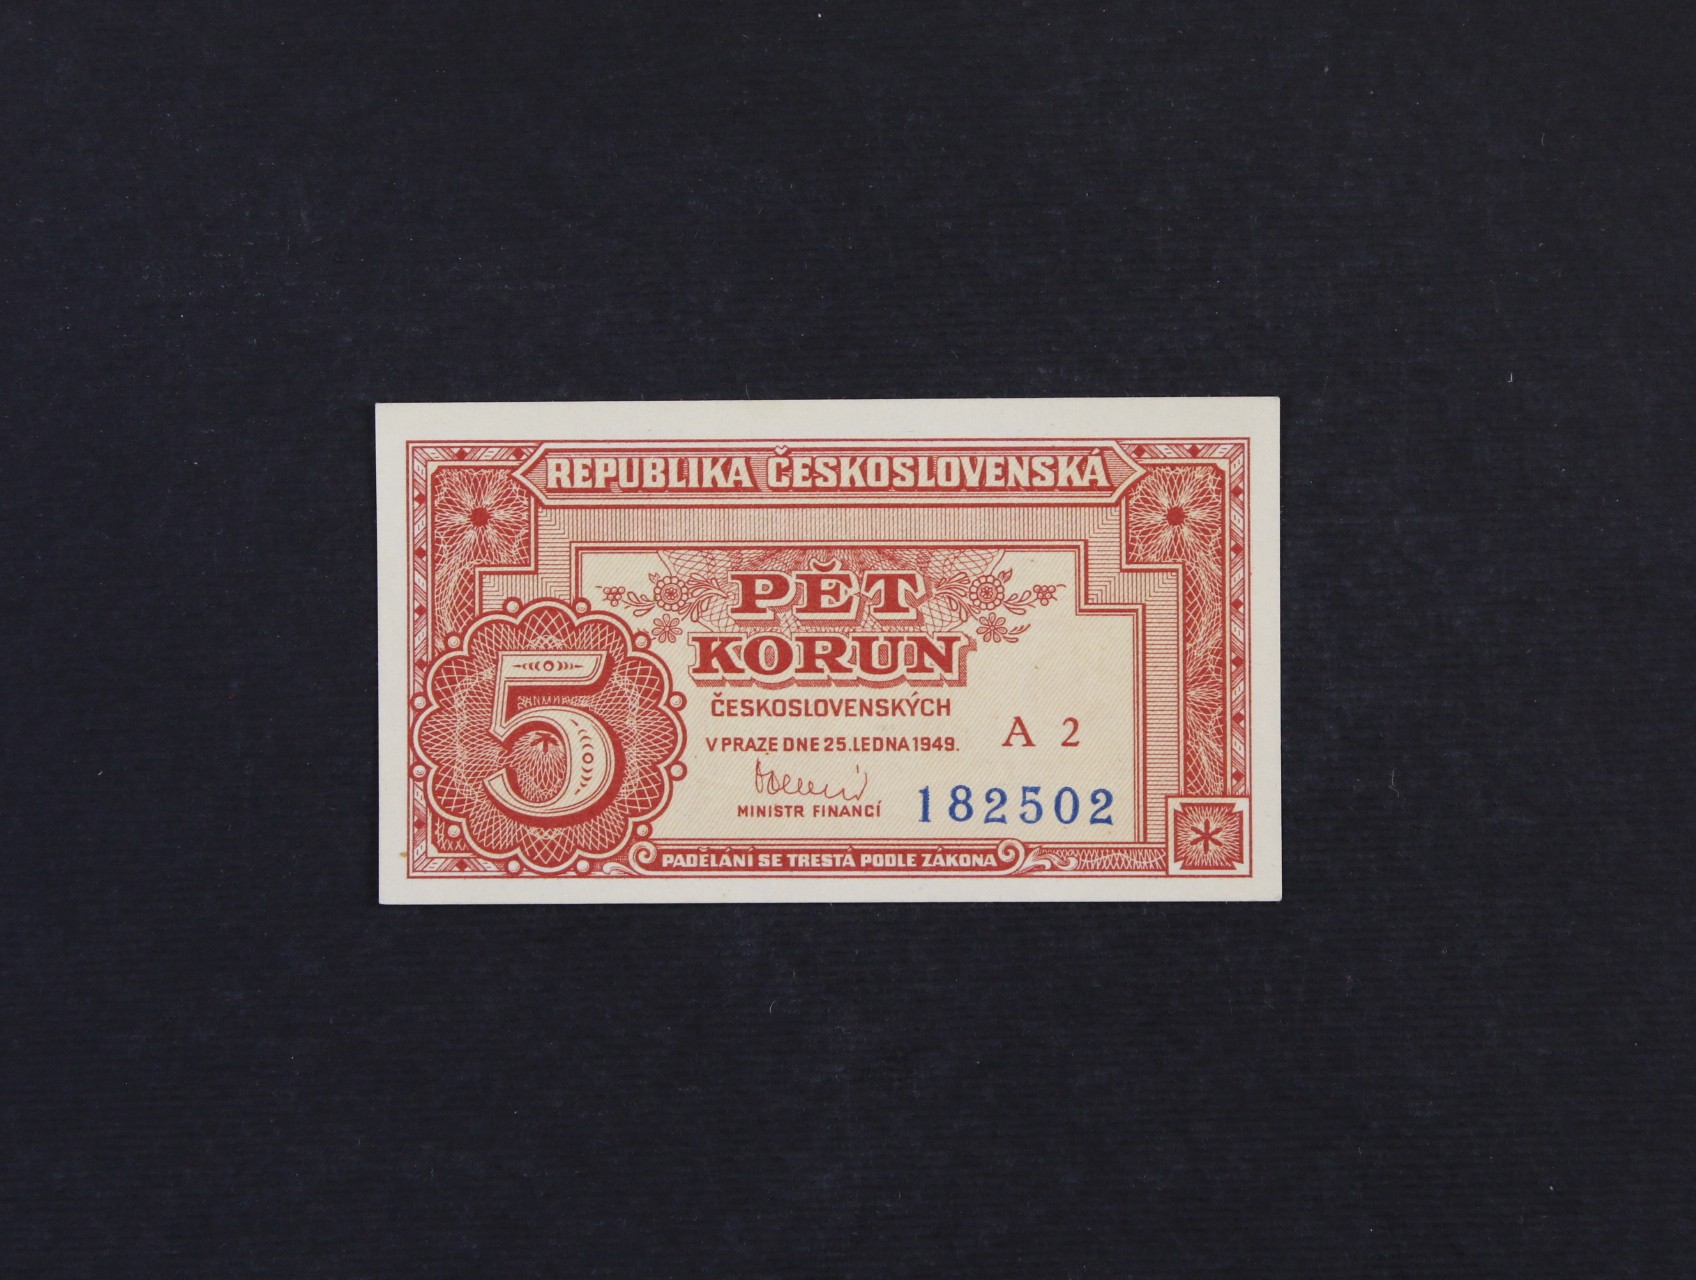 REPUBLIKA ČESKOSLOVENSKÁ
PĚT
KORUN
ČESKOSLOVENSKÝCH
V PRAZE DNE 25. LEDNA 1949.
A 2
MINISTR FINANCÍ
182502
5
PADĚLÁNÍ SE TRESTÁ PODLE ZÁKONA